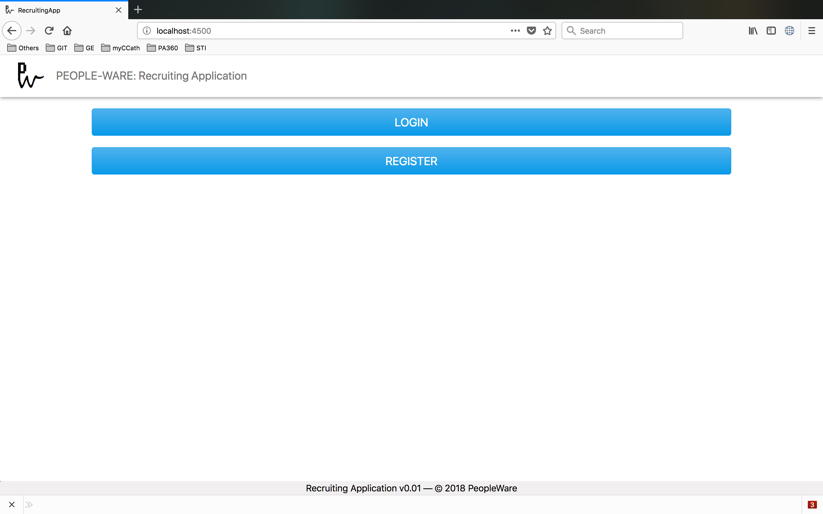 RecruitingApp
localhost:4500
Search
Others GIT GE myCCath PA360 STI
PEOPLE-WARE: Recruiting Application
LOGIN
REGISTER
Recruiting Application v0.01 — © 2018 PeopleWare
3